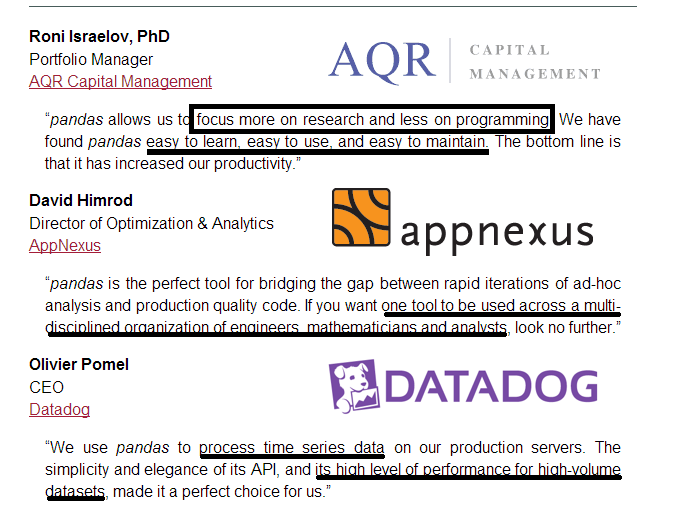 Roni Israelov, PhD
Portfolio Manager
AQR Capital Management
AQR CAPITAL
MANAGEMENT
“pandas allows us to focus more on research and less on programming. We have
found pandas easy to learn, easy to use, and easy to maintain. The bottom line is
that it has increased our productivity.”
David Himrod
Director of Optimization & Analytics
AppNexus
appnexus
“pandas is the perfect tool for bridging the gap between rapid iterations of ad-hoc
analysis and production quality code. If you want one tool to be used across a multi-
disciplined organization of engineers, mathematicians and analysts, look no further.”
Olivier Pomel
CEO
Datadog
DATADOG
“We use pandas to process time series data on our production servers. The
simplicity and elegance of its API, and its high level of performance for high-volume
datasets, made it a perfect choice for us.”